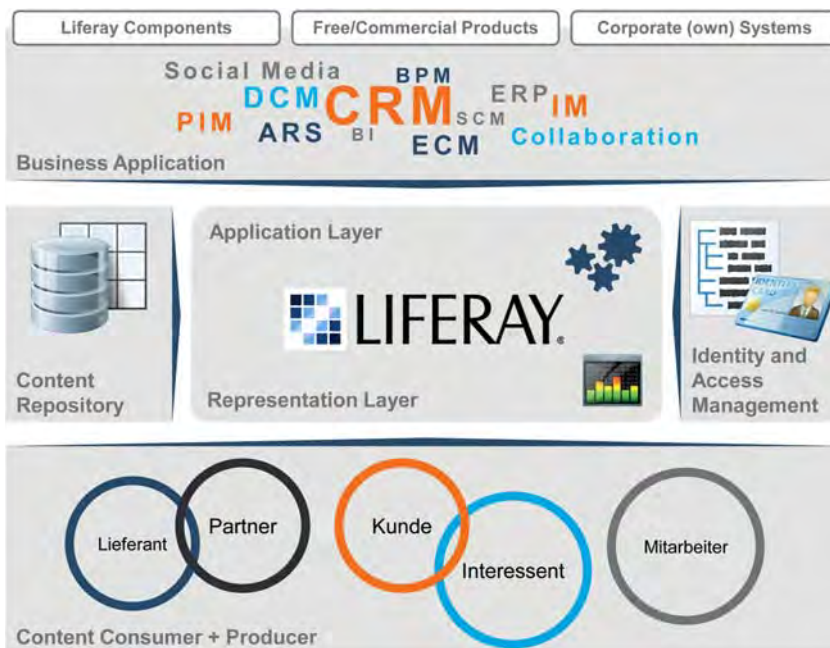 Liferay Components
Free/Commercial Products
Corporate (own) Systems
Social Media
BPM
DCM
CRM
ERP
IM
PIM
ARS
BI
SCM
ECM
Collaboration
Business Application
Application Layer
LIFERAY®
Representation Layer
Content
Repository
Identity and
Access
Management
Lieferant
Partner
Kunde
Interessent
Mitarbeiter
Content Consumer + Producer